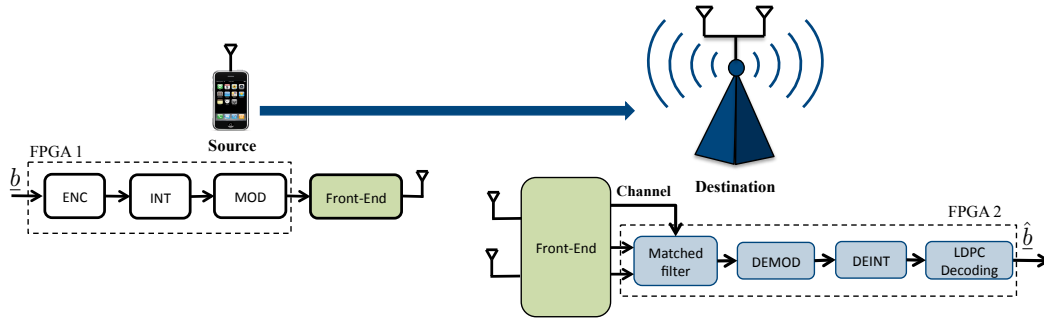 Source
FPGA 1
b
ENC
INT
MOD
Front-End
Destination
Channel
FPGA 2
Front-End
Matched
filter
DEMOD
DEINT
LDPC
Decoding
b̂